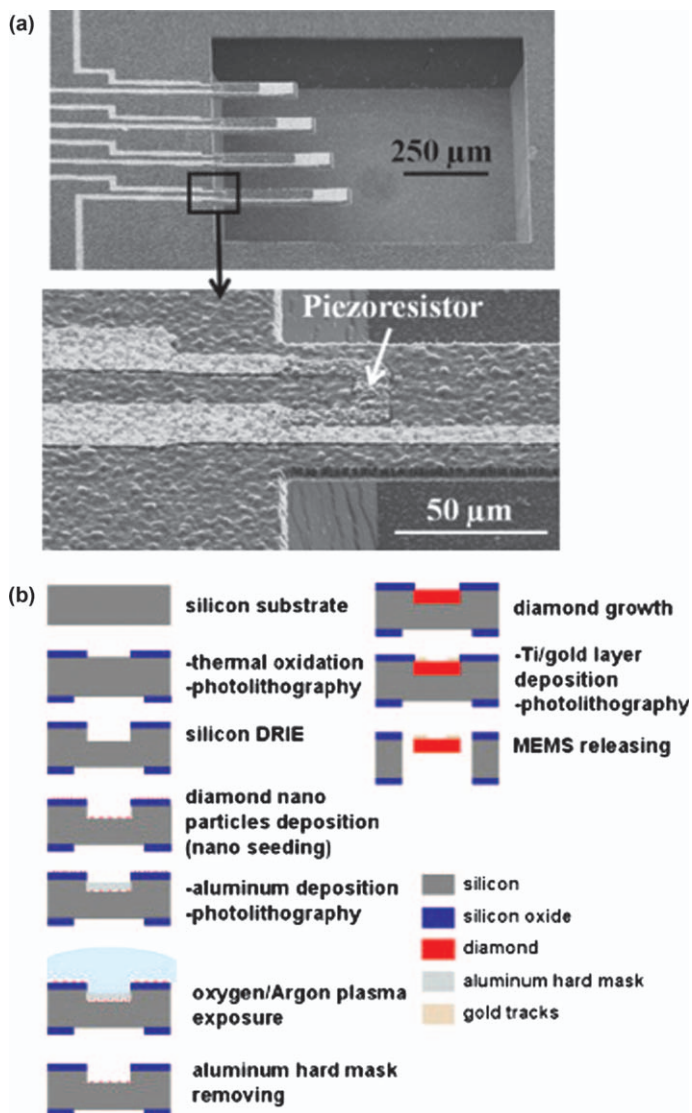 (a)
250 µm
Piezoresistor
50 µm
(b)
silicon substrate
-thermal oxidation
-photolithography
silicon DRIE
diamond nano
particles deposition
(nano seeding)
-aluminum deposition
-photolithography
oxygen/Argon plasma
exposure
aluminum hard mask
removing
diamond growth
-Ti/gold layer
deposition
-photolithography
MEMS releasing
silicon
silicon oxide
diamond
aluminum hard mask
gold tracks